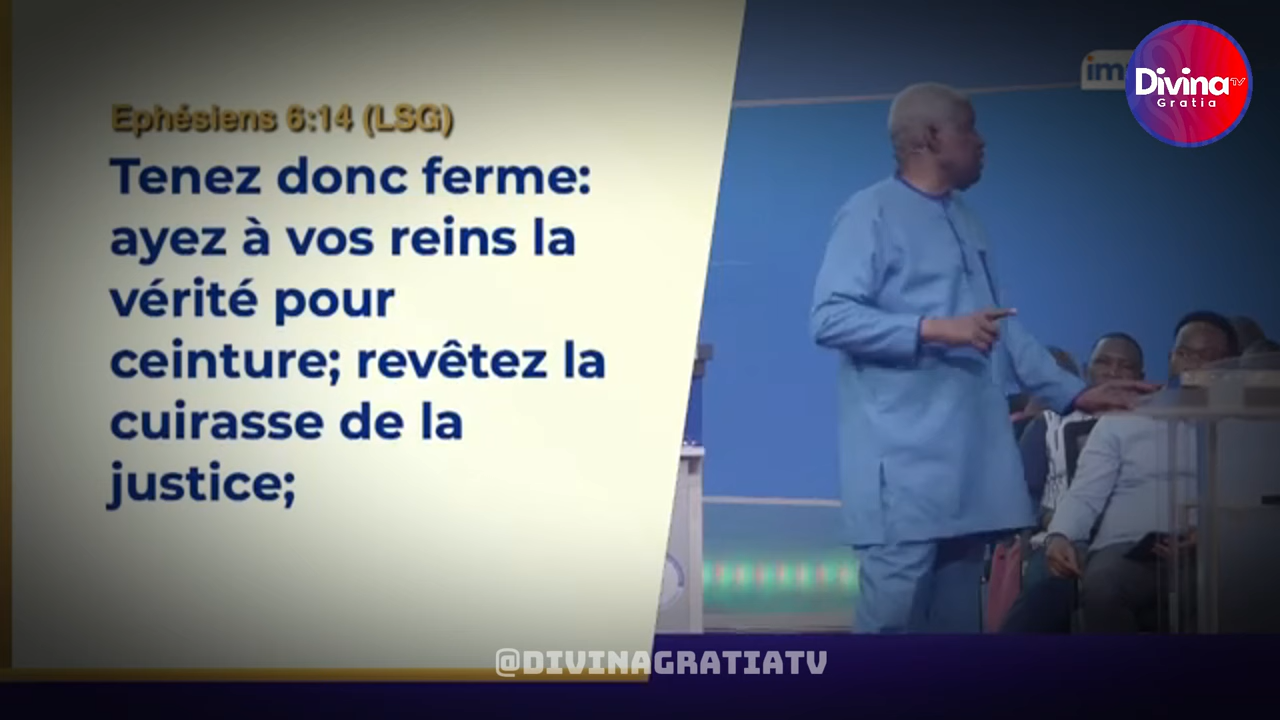 Ephésiens 6:14 (LSG)
Tenez donc ferme:
ayez à vos reins la
vérité pour
ceinture; revêtez la
cuirasse de la
justice;
Divina TV
Gratia
@DIVINAGRATIATV